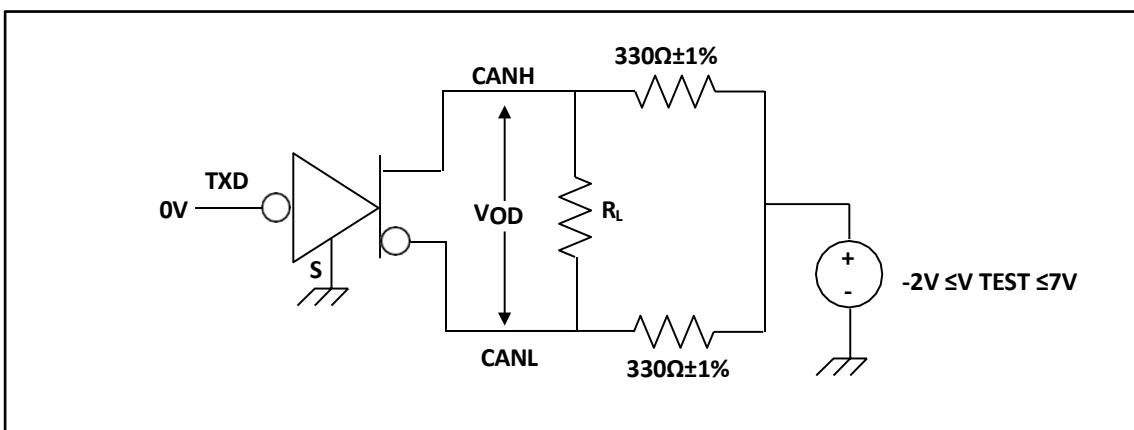 330Ω±1%
CANH
TXD
0V
VOD
RL
S
+
-
-2V ≤V TEST ≤7V
CANL
330Ω±1%